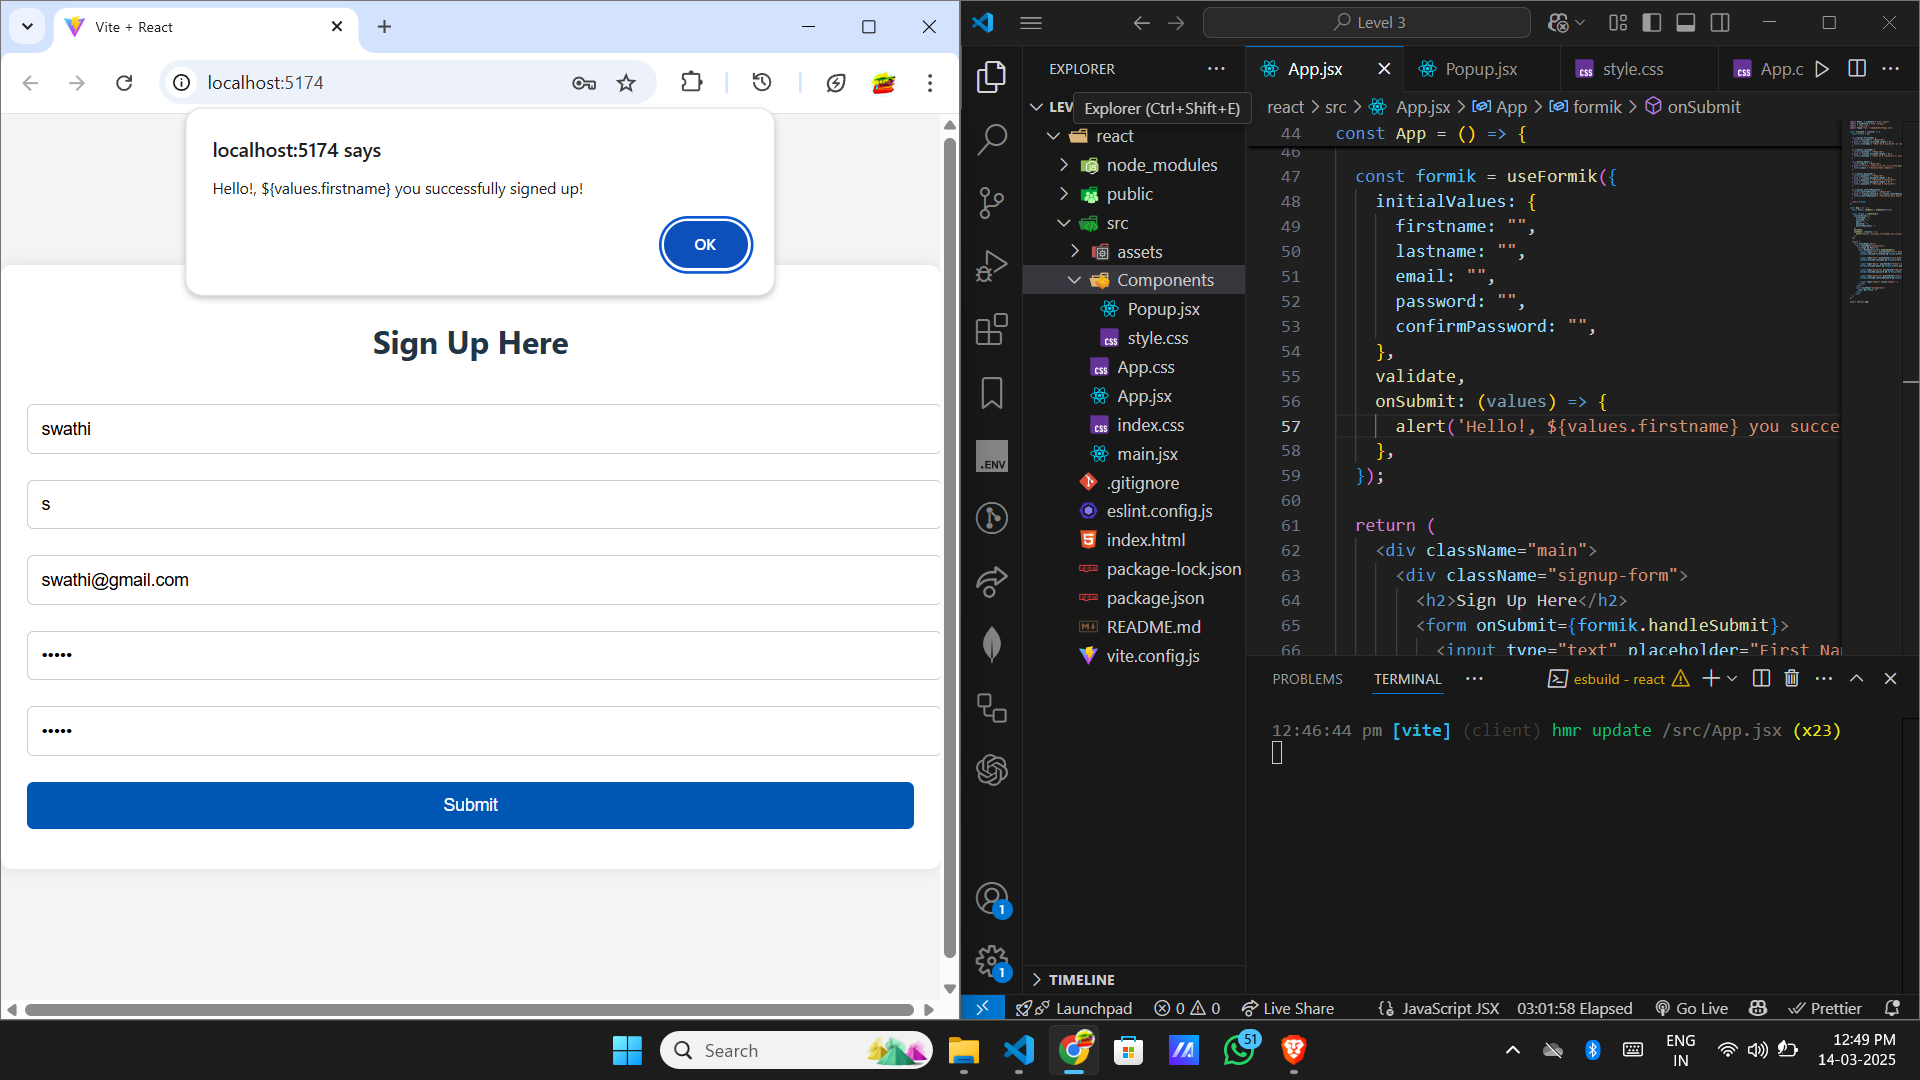 Vite + React
localhost:5174
localhost:5174 says
Hello!, ${values.firstname} you successfully signed up!
OK
Sign Up Here
swathi
s
swathi@gmail.com
•••••
•••••
Submit
Level 3
EXPLORER
LEV
Explorer (Ctrl+Shift+E)
react
node_modules
public
src
assets
Components
Popup.jsx
style.css
App.css
App.jsx
index.css
main.jsx
.gitignore
eslint.config.js
index.html
package-lock.json
package.json
README.md
vite.config.js
TIMELINE
.ENV
1
1
App.jsx
Popup.jsx
style.css
App.c
react > src > App.jsx > App > formik > onSubmit
44 const App = () => {
46
47 const formik = useFormik({
48 initialValues: {
49 firstname: "",
50 lastname: "",
51 email: "",
52 password: "",
53 confirmPassword: "",
54 },
55 validate,
56 onSubmit: (values) => {
57 alert('Hello!, ${values.firstname} you succe
58 },
59 });
60
61 return (
62 <div className="main">
63 <div className="signup-form">
64 <h2>Sign Up Here</h2>
65 <form onSubmit={formik.handleSubmit}>
66 <input type="text" placeholder="First Na
PROBLEMS
TERMINAL
esbuild - react
12:46:44 pm [vite] (client) hmr update /src/App.jsx (x23)
Launchpad
0
0
Live Share
JavaScript JSX
03:01:58 Elapsed
Go Live
Prettier
Search
51
ENG
IN
12:49 PM
14-03-2025